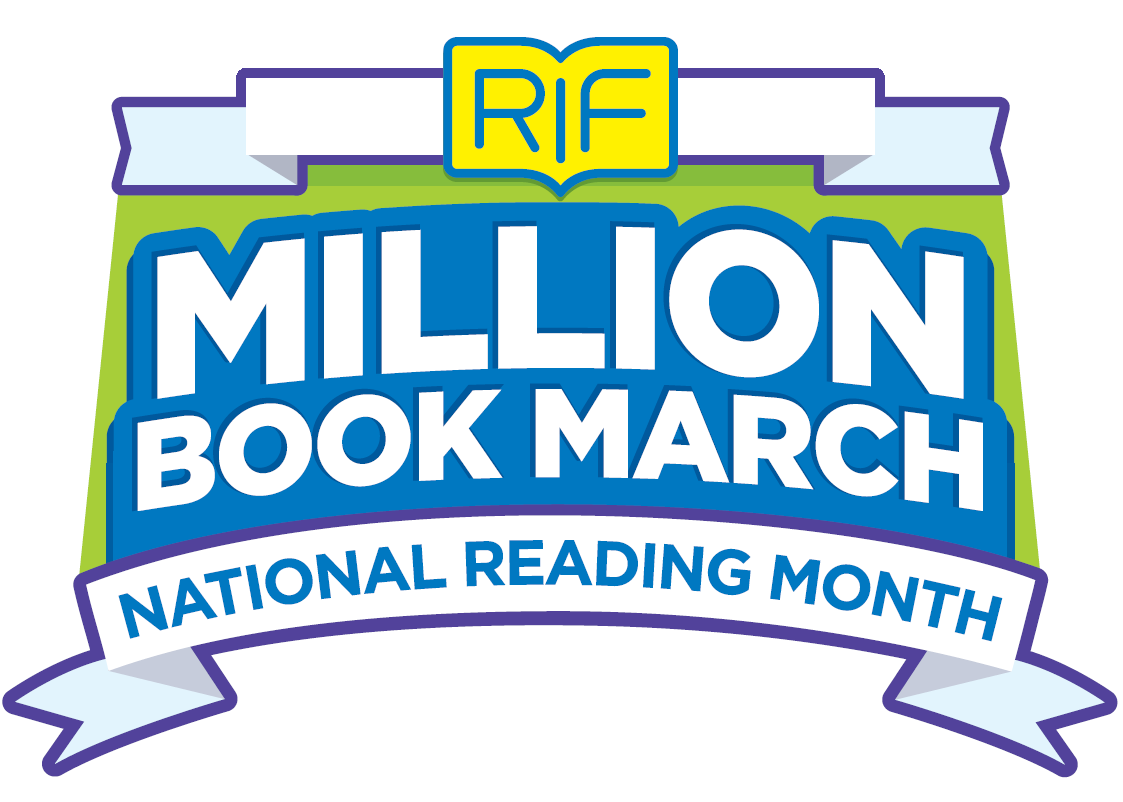 RIF
MILLION
BOOK MARCH
NATIONAL READING MONTH